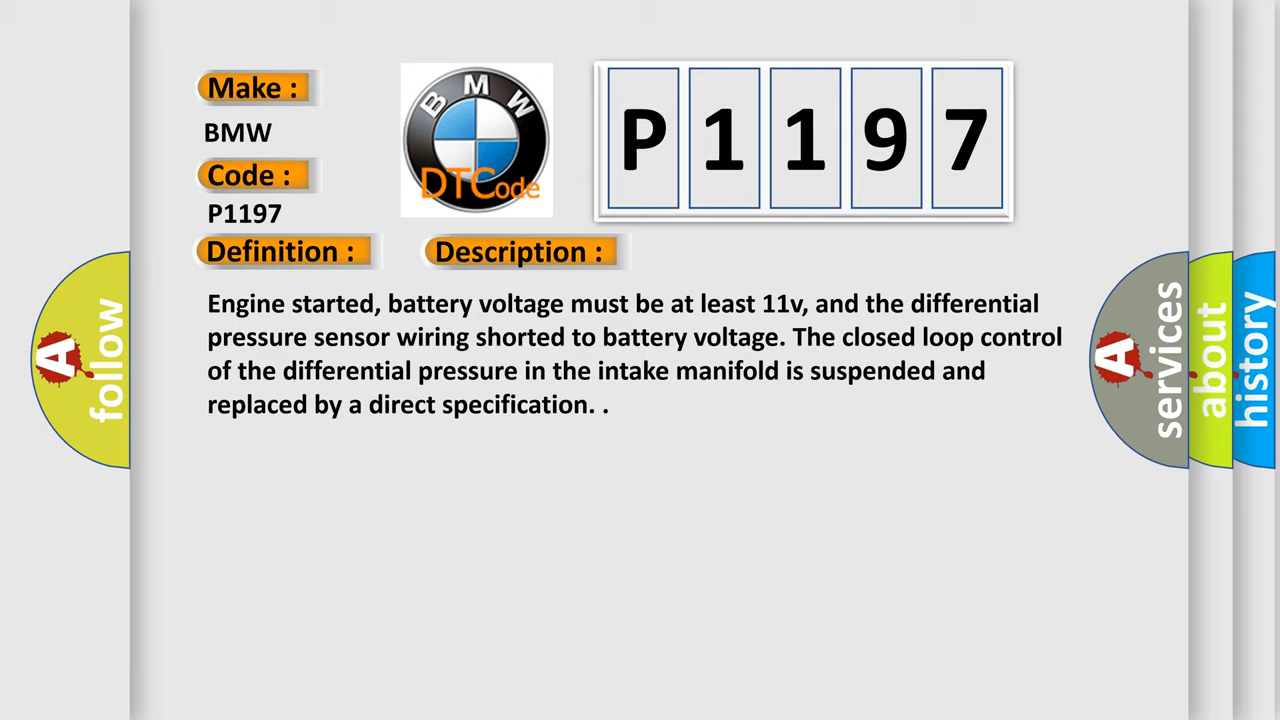 Make :
BMW
Code :
P1197
Definition :
Description :
BMW
DTCode
P 1 1 9 7
Engine started, battery voltage must be at least 11v, and the differential
pressure sensor wiring shorted to battery voltage The closed loop control
of the differential pressure in the intake manifold is suspended and
replaced by a direct specification. .
A
follow
A
services
about
history